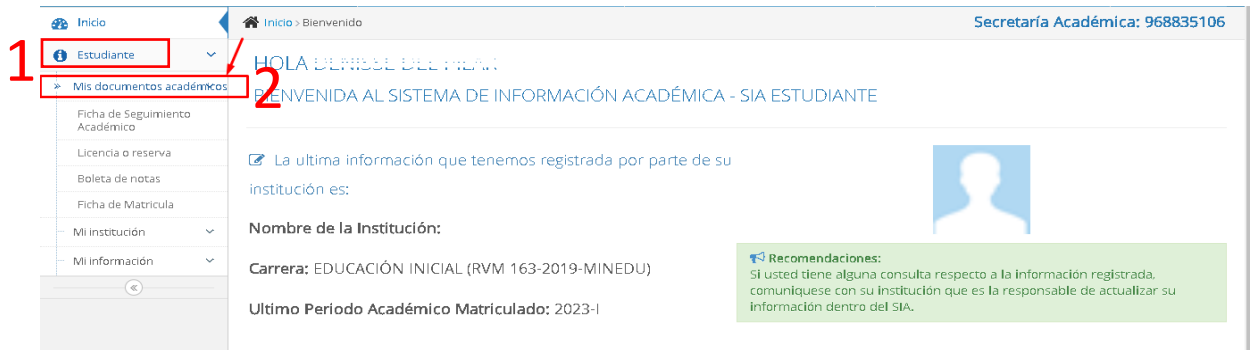 Inicio
Inicio > Bienvenido
Secretaría Académica: 968835106
1
Estudiante
2
Mis documentos académicos
Ficha de Seguimiento
Académico
Licencia o reserva
Boleta de notas
Ficha de Matricula
Mi institución
Mi información
HOLA
BIENVENIDA AL SISTEMA DE INFORMACIÓN ACADÉMICA - SIA ESTUDIANTE
La ultima información que tenemos registrada por parte de su
institución es:
Nombre de la Institución:
Carrera: EDUCACIÓN INICIAL (RVM 163-2019-MINEDU)
Ultimo Periodo Académico Matriculado: 2023-I
Recomendaciones:
Si usted tiene alguna consulta respecto a la información registrada,
comuniquese con su institución que es la responsable de actualizar su
información dentro del SIA.